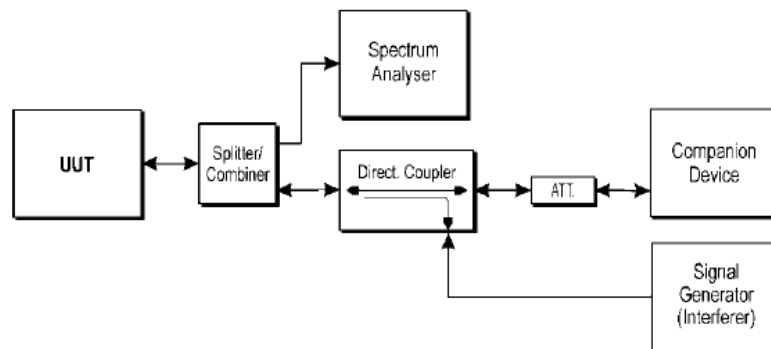 Spectrum
Analyser
UUT
Splitter/
Combiner
Direct. Coupler
ATT.
Companion
Device
Signal
Generator
(Interferer)